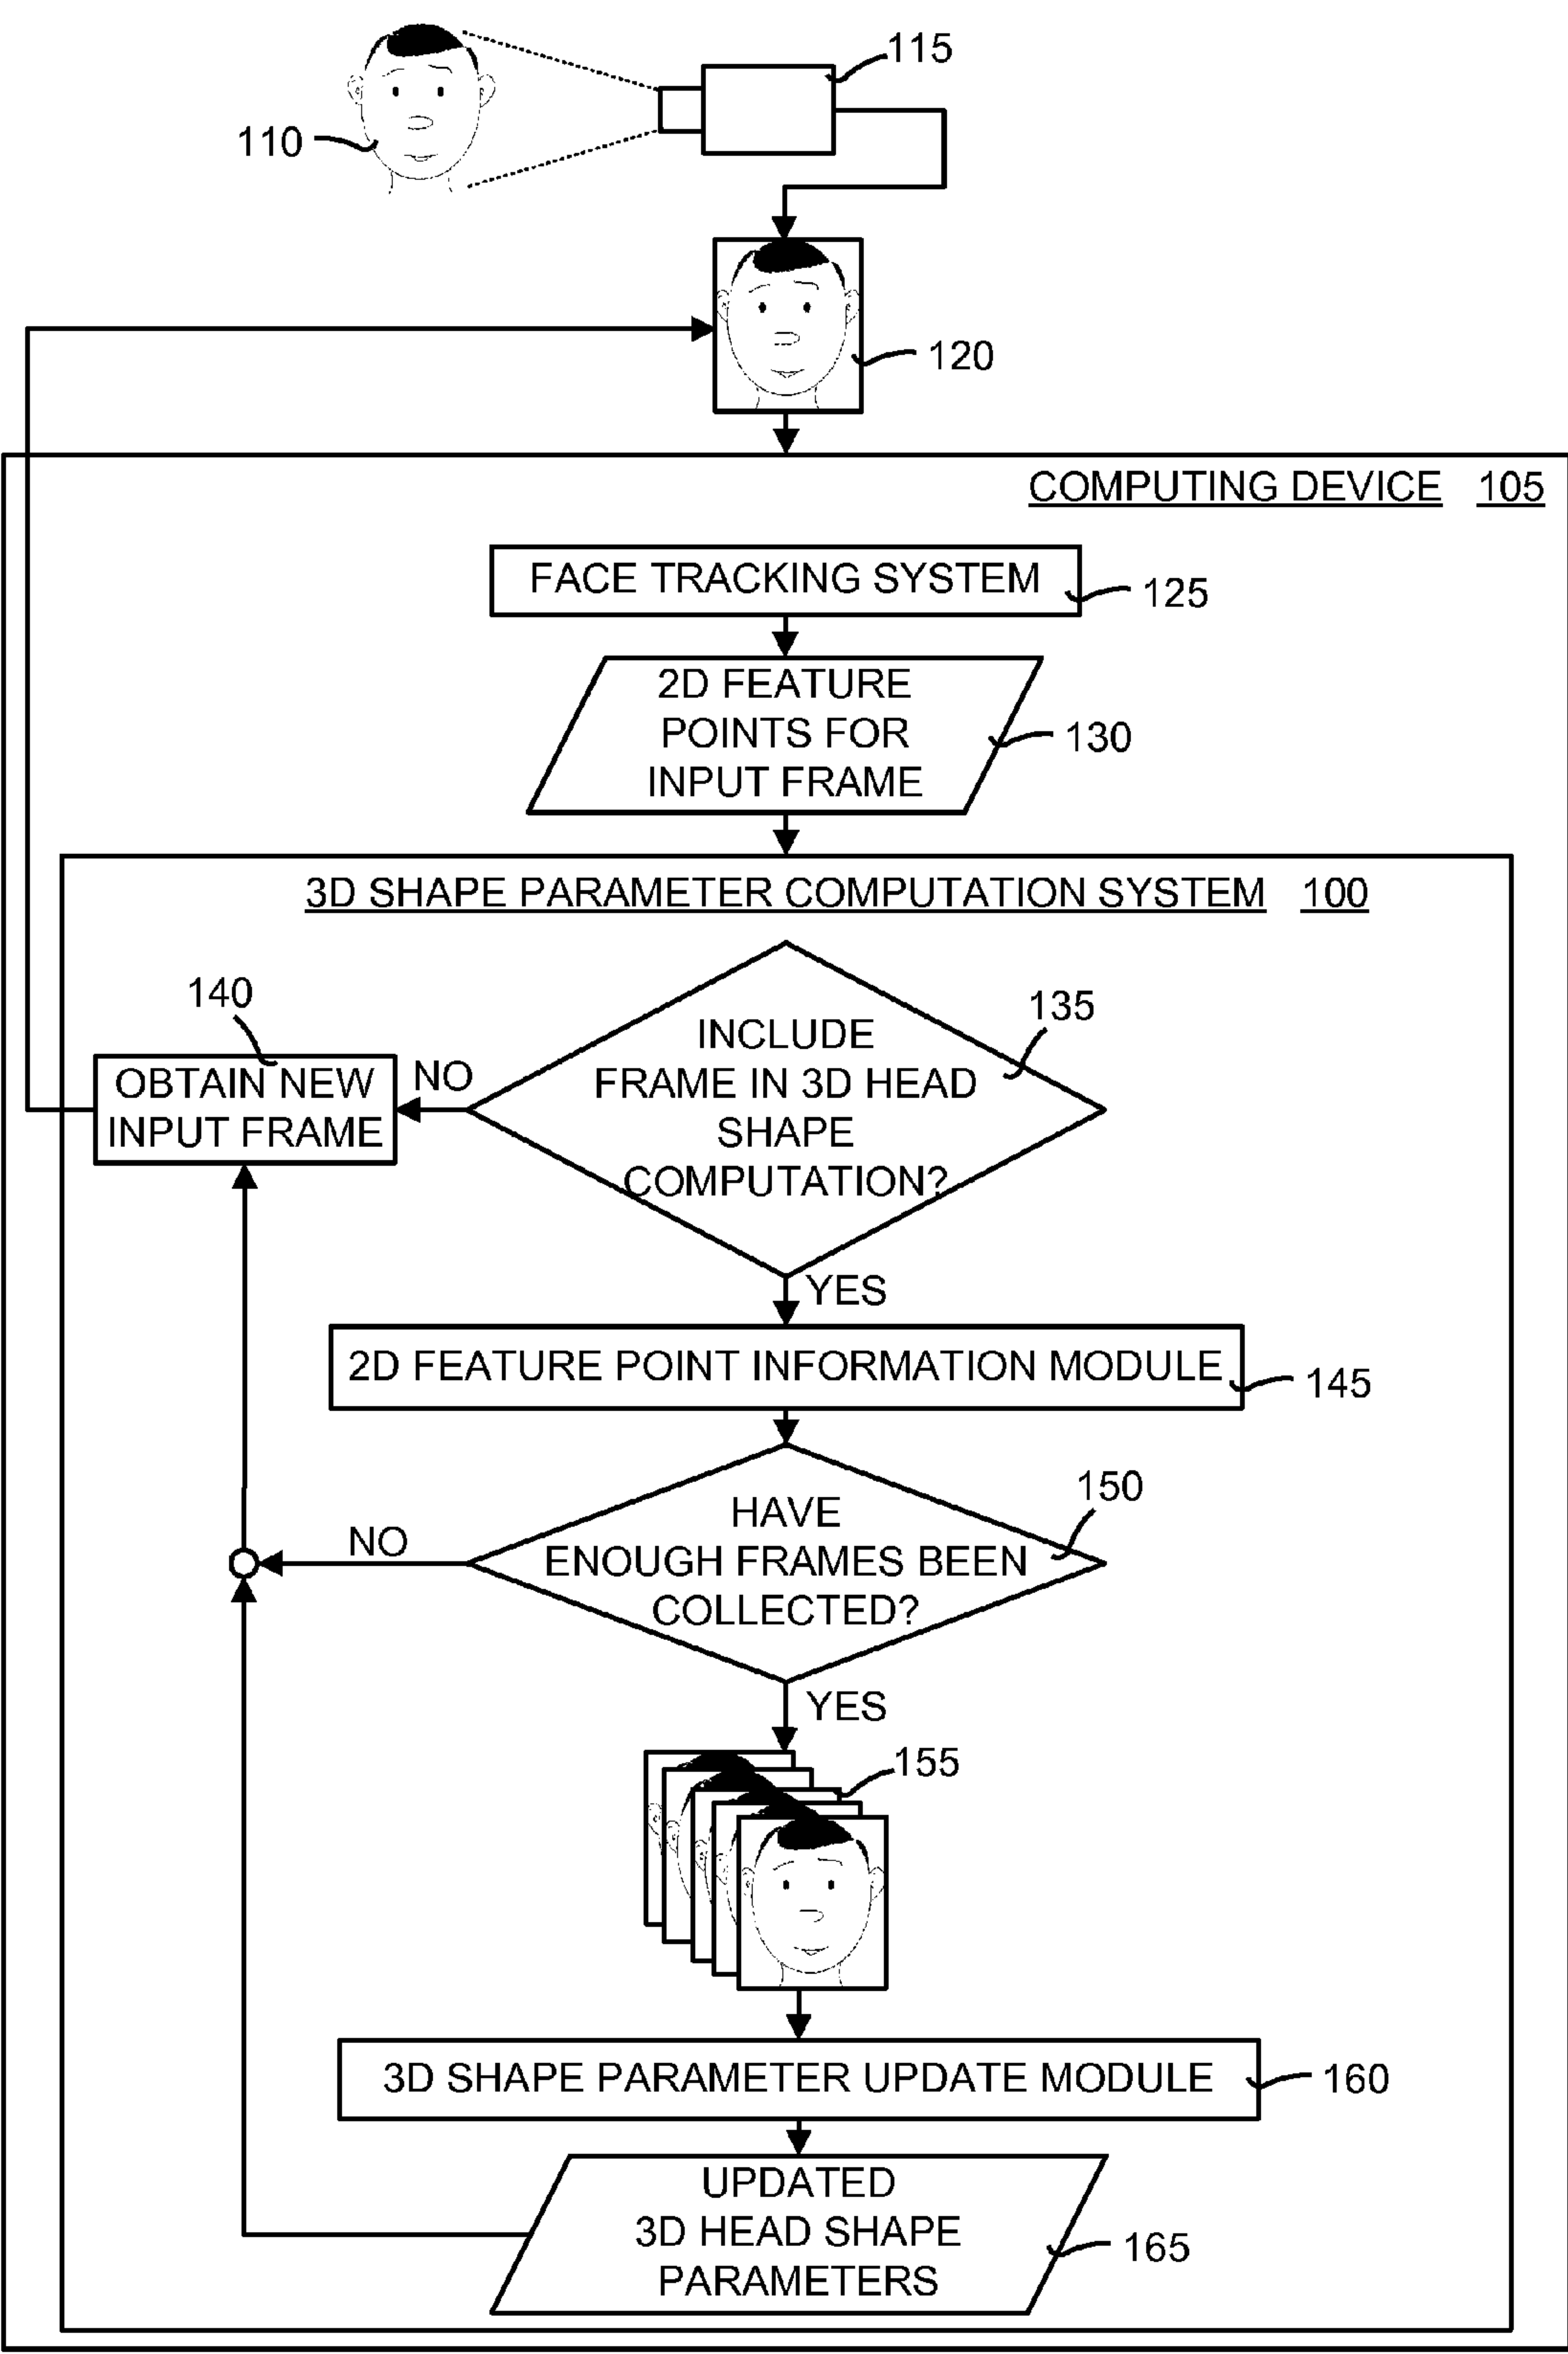 115
110
120
COMPUTING DEVICE 105
FACE TRACKING SYSTEM
125
2D FEATURE
POINTS FOR
INPUT FRAME
130
3D SHAPE PARAMETER COMPUTATION SYSTEM 100
140
135
INCLUDE
FRAME IN 3D HEAD
SHAPE
COMPUTATION?
NO
OBTAIN NEW
INPUT FRAME
YES
2D FEATURE POINT INFORMATION MODULE
145
150
HAVE
ENOUGH FRAMES BEEN
COLLECTED?
NO
YES
155
3D SHAPE PARAMETER UPDATE MODULE
160
UPDATED
3D HEAD SHAPE
PARAMETERS
165